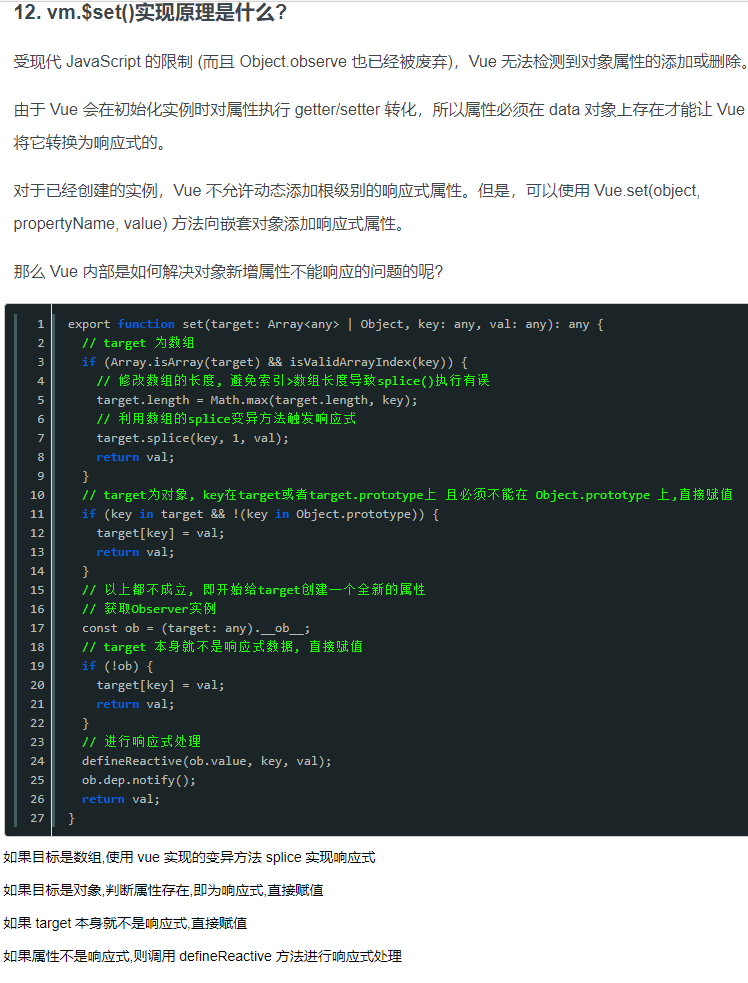 12. vm.$set()实现原理是什么?
受现代 JavaScript 的限制 (而且 Object.observe 也已经被废弃)，Vue 无法检测到对象属性的添加或删除。
由于 Vue 会在初始化实例时对属性执行 getter/setter 转化，所以属性必须在 data 对象上存在才能让 Vue
将它转换为响应式的。
对于已经创建的实例，Vue 不允许动态添加根级别的响应式属性。但是，可以使用 Vue.set(object,
propertyName, value) 方法向嵌套对象添加响应式属性。
那么 Vue 内部是如何解决对象新增属性不能响应的问题的呢?
1 export function set(target: Array<any> | Object, key: any, val: any): any {
2 // target 为数组
3 if (Array.isArray(target) && isValidArrayIndex(key)) {
4 // 修改数组的长度, 避免索引>数组长度导致splice()执行有误
5 target.length = Math.max(target.length, key);
6 // 利用数组的splice变异方法触发响应式
7 target.splice(key, 1, val);
8 return val;
9 }
10 // target为对象, key在target或者target.prototype上 且必须不能在 Object.prototype 上,直接赋值
11 if (key in target && !(key in Object.prototype)) {
12 target[key] = val;
13 return val;
14 }
15 // 以上都不成立, 即开始给target创建一个全新的属性
16 // 获取Observer实例
17 const ob = (target: any).__ob__;
18 // target 本身就不是响应式数据, 直接赋值
19 if (!ob) {
20 target[key] = val;
21 return val;
22 }
23 // 进行响应式处理
24 defineReactive(ob.value, key, val);
25 ob.dep.notify();
26 return val;
27 }
如果目标是数组,使用 vue 实现的变异方法 splice 实现响应式
如果目标是对象,判断属性存在,即为响应式,直接赋值
如果 target 本身就不是响应式,直接赋值
如果属性不是响应式,则调用 defineReactive 方法进行响应式处理